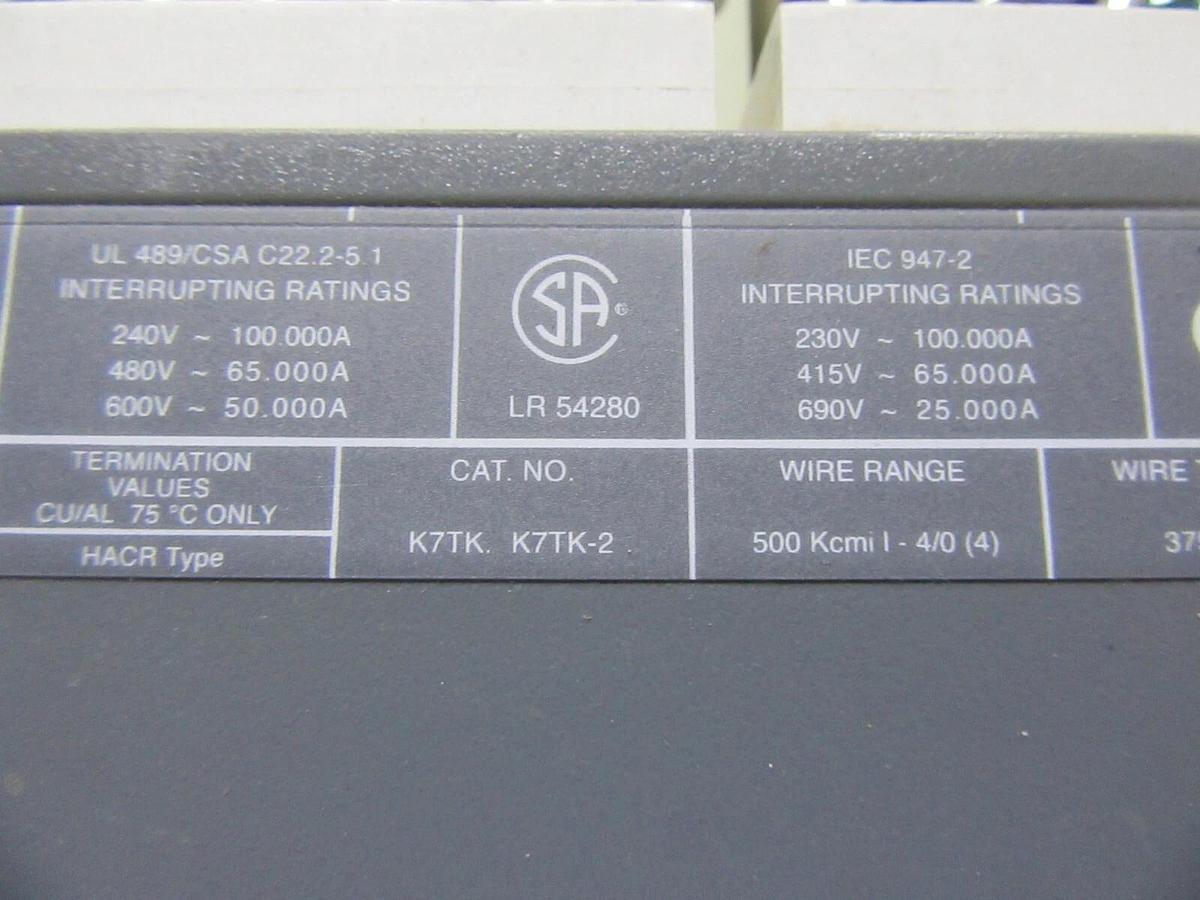 UL 489/CSA C22.2-5.1
INTERRUPTING RATINGS
240V ~ 100.000A
480V ~ 65.000A
600V ~ 50.000A
SA ®
LR 54280
IEC 947-2
INTERRUPTING RATINGS
230V ~ 100.000A
415V ~ 65.000A
690V ~ 25.000A
TERMINATION
VALUES
CU/AL 75 °C ONLY
HACR Type
CAT. NO.
K7TK. K7TK-2 .
WIRE RANGE
500 Kcmi l - 4/0 (4)
WIRE